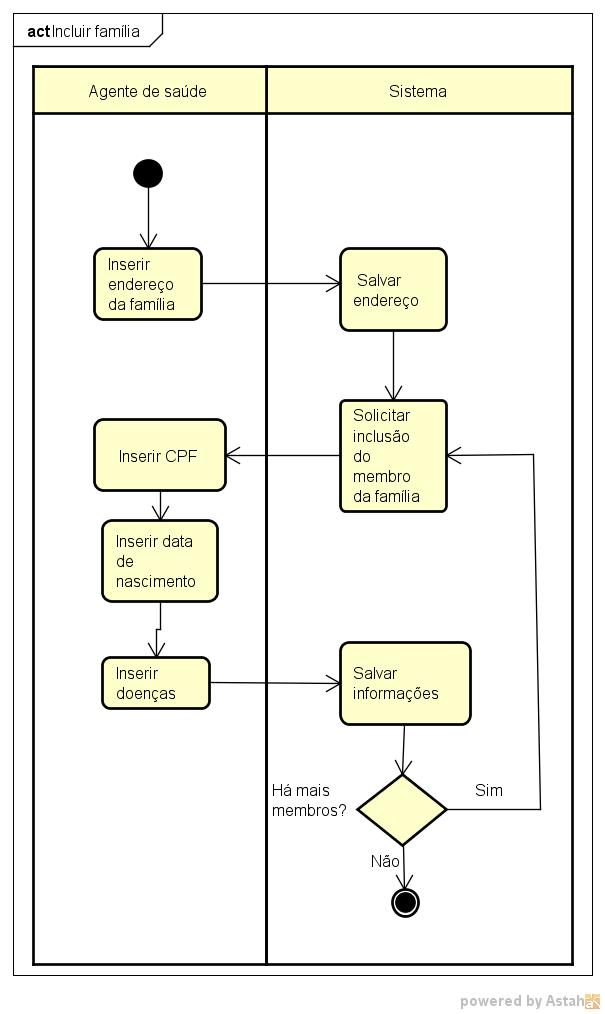 act Incluir família
Agente de saúde
Sistema
Inserir
endereço
da família
Salvar
endereço
Solicitar
inclusão
do
membro
da família
Inserir CPF
Inserir data
de
nascimento
Inserir
doenças
Salvar
informações
Há mais
membros?
Sim
Não
powered by Astah